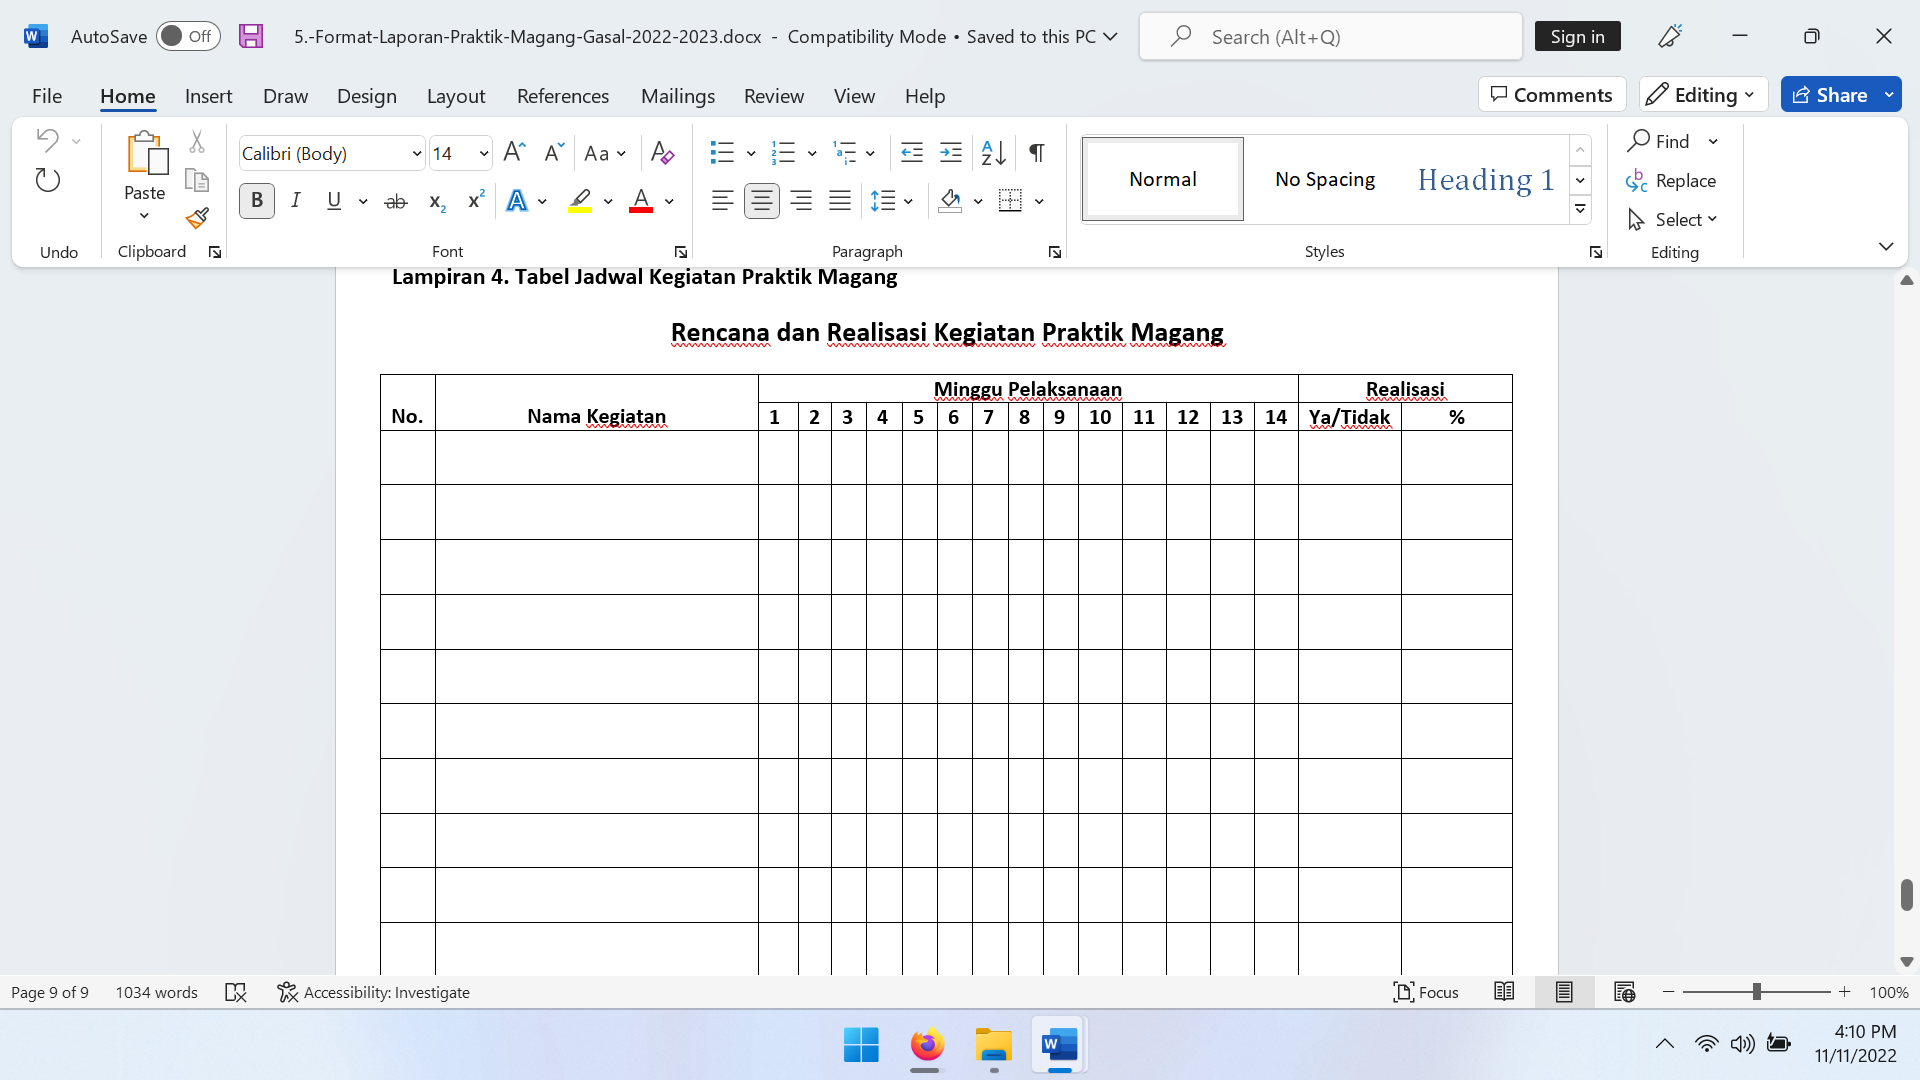 AutoSave Off 5.-Format-Laporan-Praktik-Magang-Gasal-2022-2023.docx - Compatibility Mode • Saved to this PC Search (Alt+Q) Sign in
File Home Insert Draw Design Layout References Mailings Review View Help Comments Editing Share
Calibri (Body) 14 Normal No Spacing Heading 1
Paste
Find
Replace
Select
Undo Clipboard Font Paragraph Styles Editing
Lampiran 4. Tabel Jadwal Kegiatan Praktik Magang
Rencana dan Realisasi Kegiatan Praktik Magang
No. Nama Kegiatan Minggu Pelaksanaan Realisasi
1 2 3 4 5 6 7 8 9 10 11 12 13 14 Ya/Tidak %
Page 9 of 9 1034 words Accessibility: Investigate Focus 100%
4:10 PM
11/11/2022